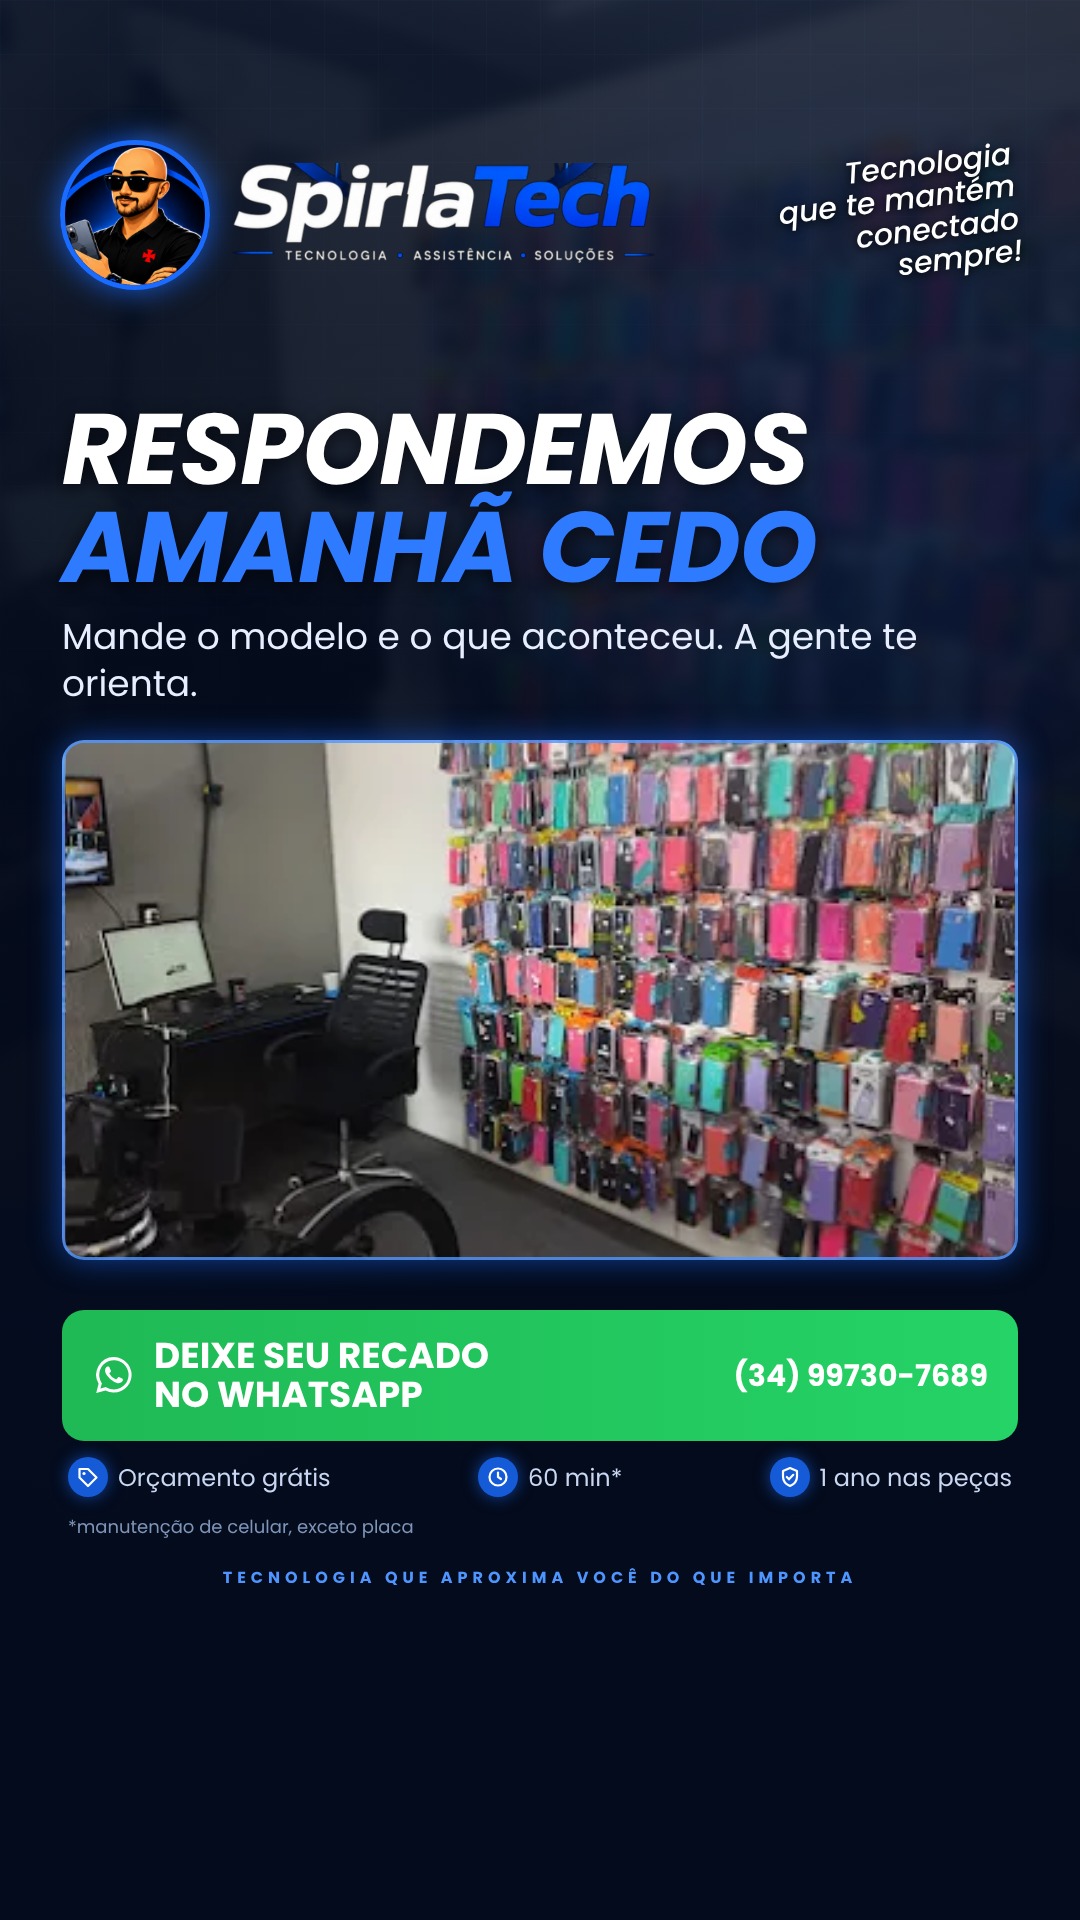 SpirlaTech
TECNOLOGIA • ASSISTÊNCIA • SOLUÇÕES
Tecnologia
que te mantém
conectado
sempre!
RESPONDEMOS
AMANHÃ CEDO
Mande o modelo e o que aconteceu. A gente te
orienta.
DEIXE SEU RECADO
NO WHATSAPP
(34) 99730-7689
Orçamento grátis
60 min*
1 ano nas peças
*manutenção de celular, exceto placa
TECNOLOGIA QUE APROXIMA VOCÊ DO QUE IMPORTA